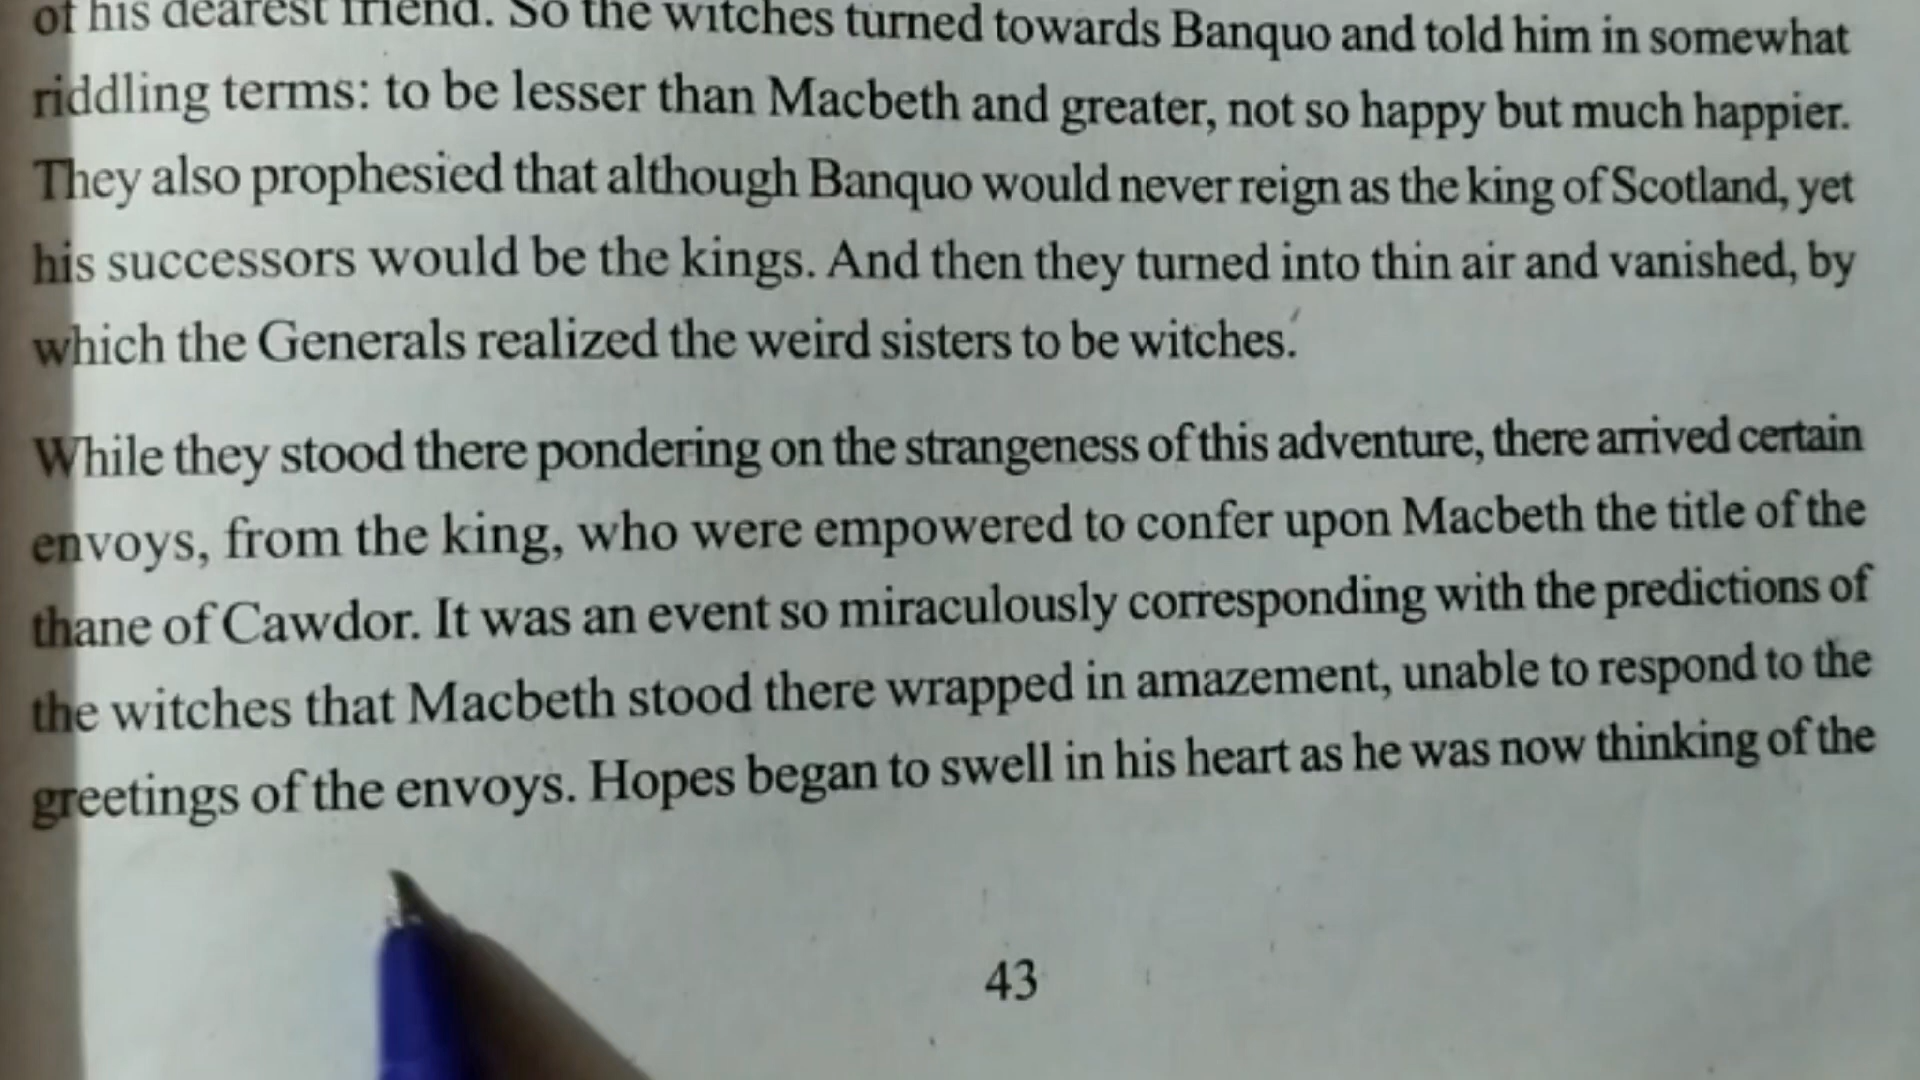 of his dearest friend. So the witches turned towards Banquo and told him in somewhat
riddling terms: to be lesser than Macbeth and greater, not so happy but much happier.
They also prophesied that although Banquo would never reign as the king of Scotland, yet
his successors would be the kings. And then they turned into thin air and vanished, by
which the Generals realized the weird sisters to be witches.
While they stood there pondering on the strangeness of this adventure, there arrived certain
envoys, from the king, who were empowered to confer upon Macbeth the title of the
thane of Cawdor. It was an event so miraculously corresponding with the predictions of
the witches that Macbeth stood there wrapped in amazement, unable to respond to the
greetings of the envoys. Hopes began to swell in his heart as he was now thinking of the
43